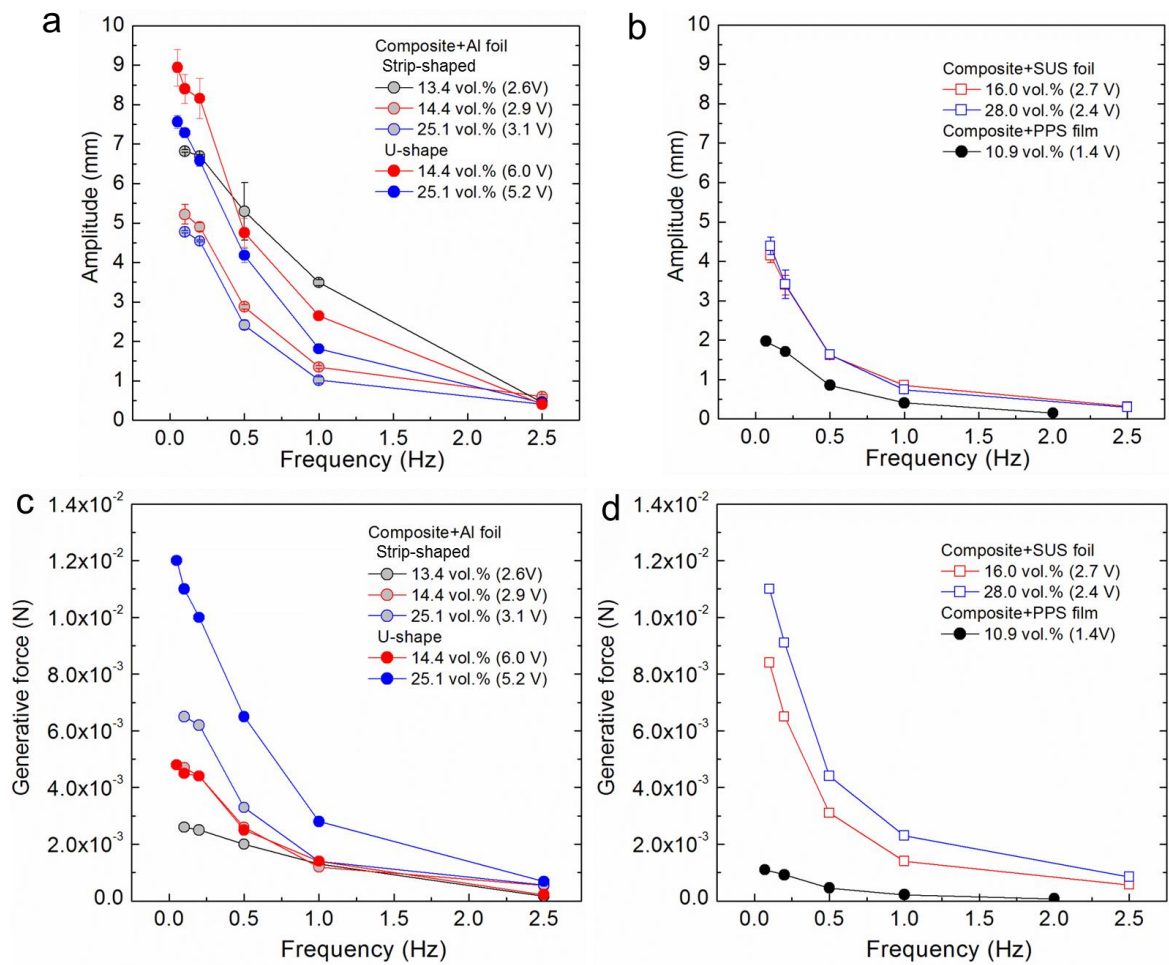 a
10
9
8
7
6
5
4
3
2
1
0
Amplitude (mm)
Composite+Al foil
Strip-shaped
13.4 vol.% (2.6V)
14.4 vol.% (2.9 V)
25.1 vol.% (3.1 V)
U-shape
14.4 vol.% (6.0 V)
25.1 vol.% (5.2 V)
0.0 0.5 1.0 1.5 2.0 2.5
Frequency (Hz)
b
10
9
8
7
6
5
4
3
2
1
0
Amplitude (mm)
Composite+SUS foil
16.0 vol.% (2.7 V)
28.0 vol.% (2.4 V)
Composite+PPS film
10.9 vol.% (1.4 V)
0.0 0.5 1.0 1.5 2.0 2.5
Frequency (Hz)
c
1.4x10-2
1.2x10-2
1.0x10-2
8.0x10-3
6.0x10-3
4.0x10-3
2.0x10-3
0.0
Generative force (N)
Composite+Al foil
Strip-shaped
13.4 vol.% (2.6V)
14.4 vol.% (2.9 V)
25.1 vol.% (3.1 V)
U-shape
14.4 vol.% (6.0 V)
25.1 vol.% (5.2 V)
0.0 0.5 1.0 1.5 2.0 2.5
Frequency (Hz)
d
1.4x10-2
1.2x10-2
1.0x10-2
8.0x10-3
6.0x10-3
4.0x10-3
2.0x10-3
0.0
Generative force (N)
Composite+SUS foil
16.0 vol.% (2.7 V)
28.0 vol.% (2.4 V)
Composite+PPS film
10.9 vol.% (1.4V)
0.0 0.5 1.0 1.5 2.0 2.5
Frequency (Hz)